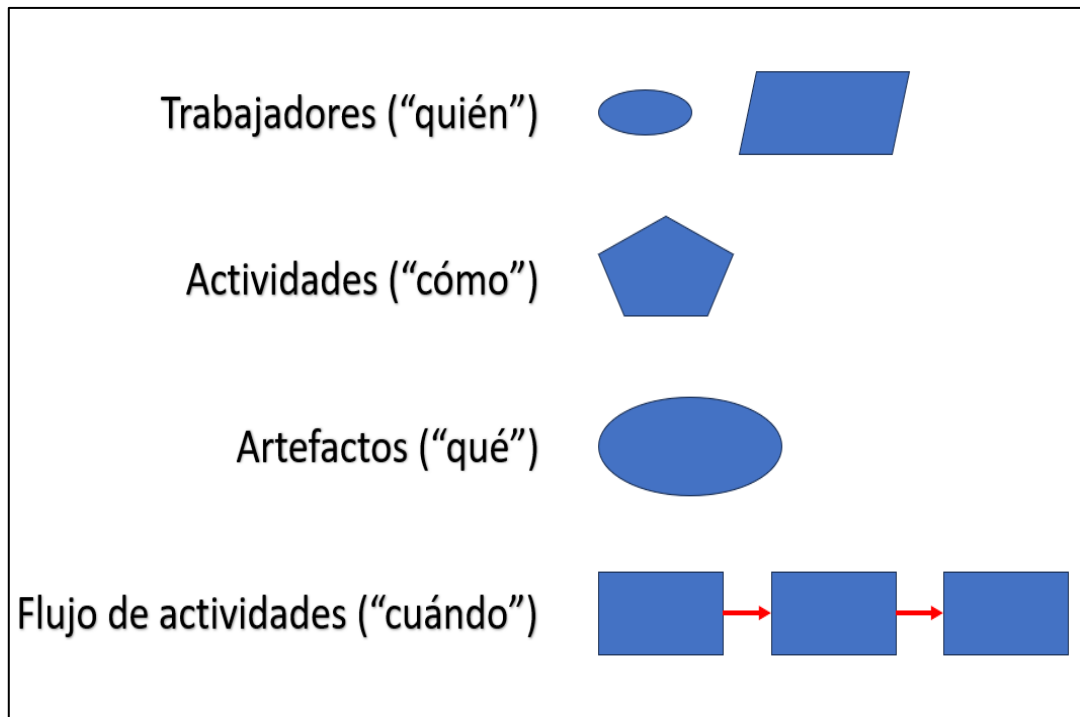 Trabajadores (“quién”)
Actividades (“cómo”)
Artefactos (“qué”)
Flujo de actividades (“cuándo”)